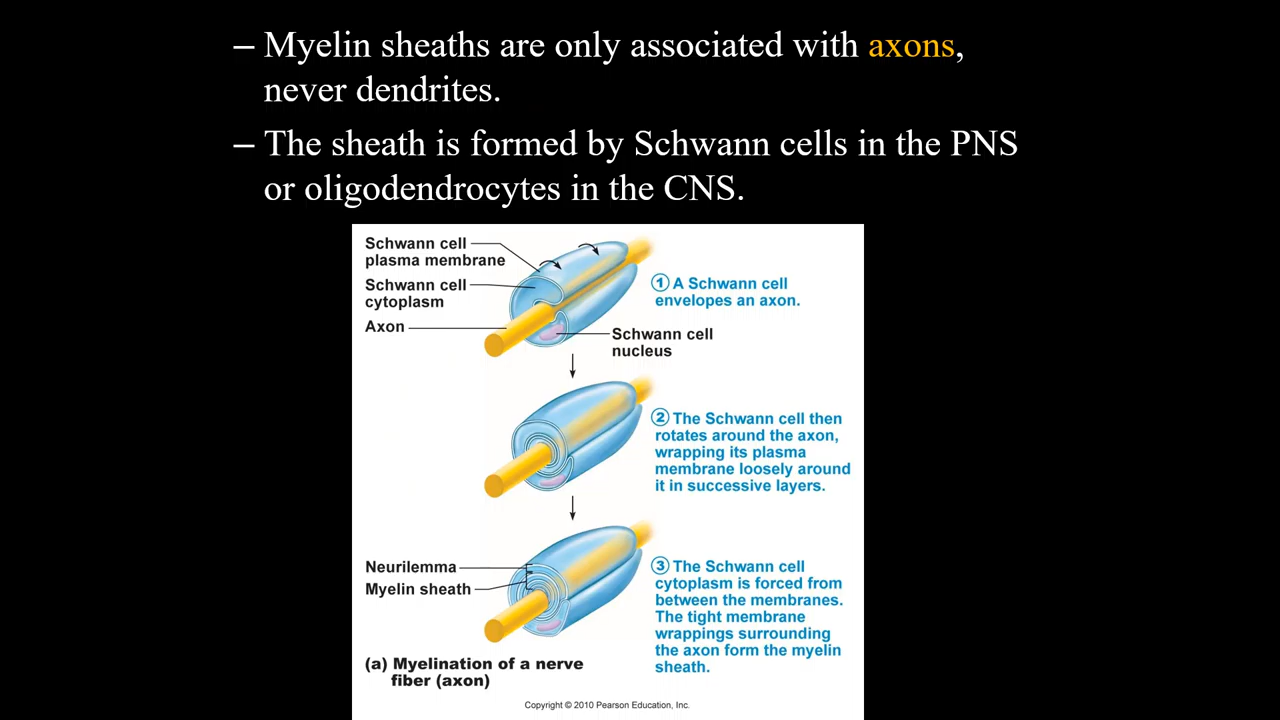 – Myelin sheaths are only associated with axons,
never dendrites.
– The sheath is formed by Schwann cells in the PNS
or oligodendrocytes in the CNS.
Schwann cell
plasma membrane
Schwann cell
cytoplasm
Axon
① A Schwann cell
envelopes an axon.
Schwann cell
nucleus
② The Schwann cell then
rotates around the axon,
wrapping its plasma
membrane loosely around
it in successive layers.
Neurilemma
Myelin sheath
③ The Schwann cell
cytoplasm is forced from
between the membranes.
The tight membrane
wrappings surrounding
the axon form the myelin
sheath.
(a) Myelination of a nerve
fiber (axon)
Copyright © 2010 Pearson Education, Inc.